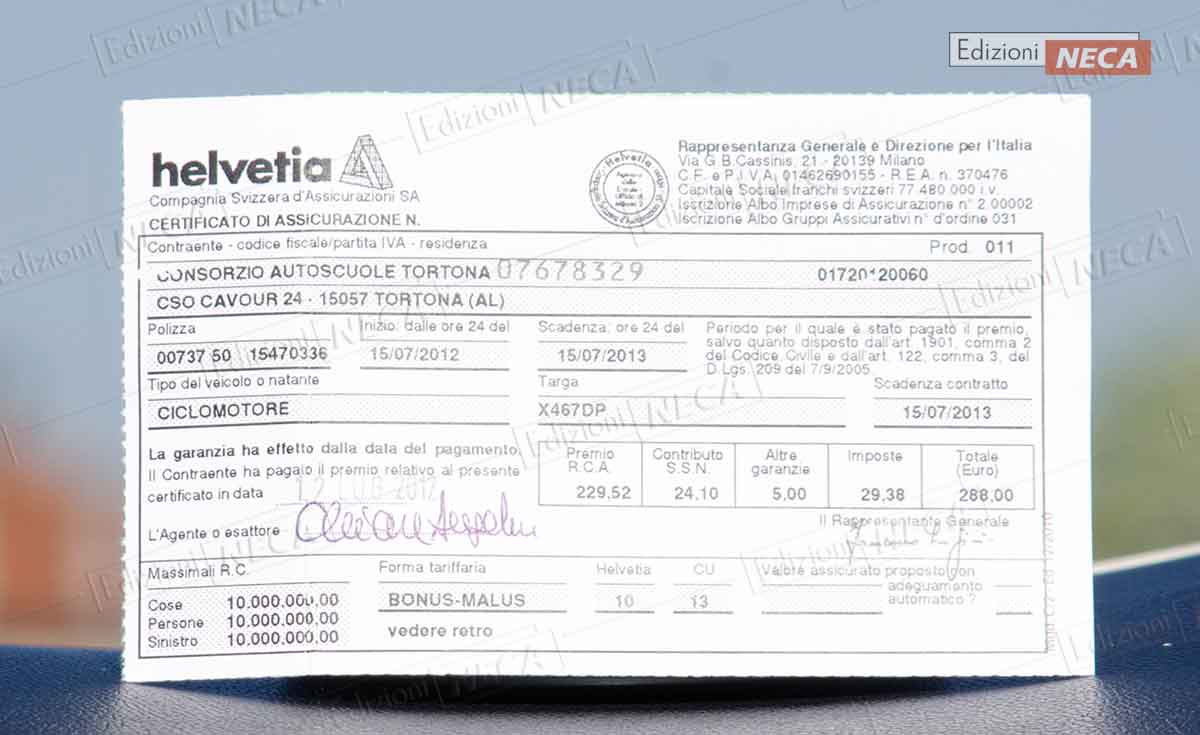 Edizioni NECA
helvetia
Compagnia Svizzera d'Assicurazioni SA
CERTIFICATO DI ASSICURAZIONE N.
Helvetia
Rappresentanza Generale e Direzione per l'Italia
Via G.B.Cassinis, 21 - 20139 Milano
C.F. e P.I.V.A. 01462690155 - R.E.A. n. 370476
Capitale Sociale franchi svizzeri 77.480.000 i.v.
Iscrizione Albo Imprese di Assicurazione n° 2.00002
Iscrizione Albo Gruppi Assicurativi n° d'ordine 031
Contraente - codice fiscale/partita IVA - residenza
Prod. 011
CONSORZIO AUTOSCUOLE TORTONA 07678329 01720120060
CSO CAVOUR 24 - 15057 TORTONA (AL)
Polizza
00737 50 15470336
Inizio: dalle ore 24 del
15/07/2012
Scadenza: ore 24 del
15/07/2013
Periodo per il quale è stato pagato il premio,
salvo quanto disposto dall'art. 1901, comma 2
del Codice Civile e dall'art. 122, comma 3, del
D.Lgs. 209 del 7/9/2005.
Tipo del veicolo o natante
CICLOMOTORE
Targa
X467DP
Scadenza contratto
15/07/2013
La garanzia ha effetto dalla data del pagamento.
Il Contraente ha pagato il premio relativo al presente
certificato in data 12 LUG 2012
L'Agente o esattore
Premio R.C.A.
229,52
Contributo S.S.N.
24,10
Altre garanzie
5,00
Imposte
29,38
Totale (Euro)
288,00
Il Rappresentante Generale
Massimali R.C.
Cose 10.000.000,00
Persone 10.000.000,00
Sinistro 10.000.000,00
Forma tariffaria
BONUS-MALUS
vedere retro
Helvetia
10
CU
13
Valore assicurato proposto con
adeguamento
automatico ?